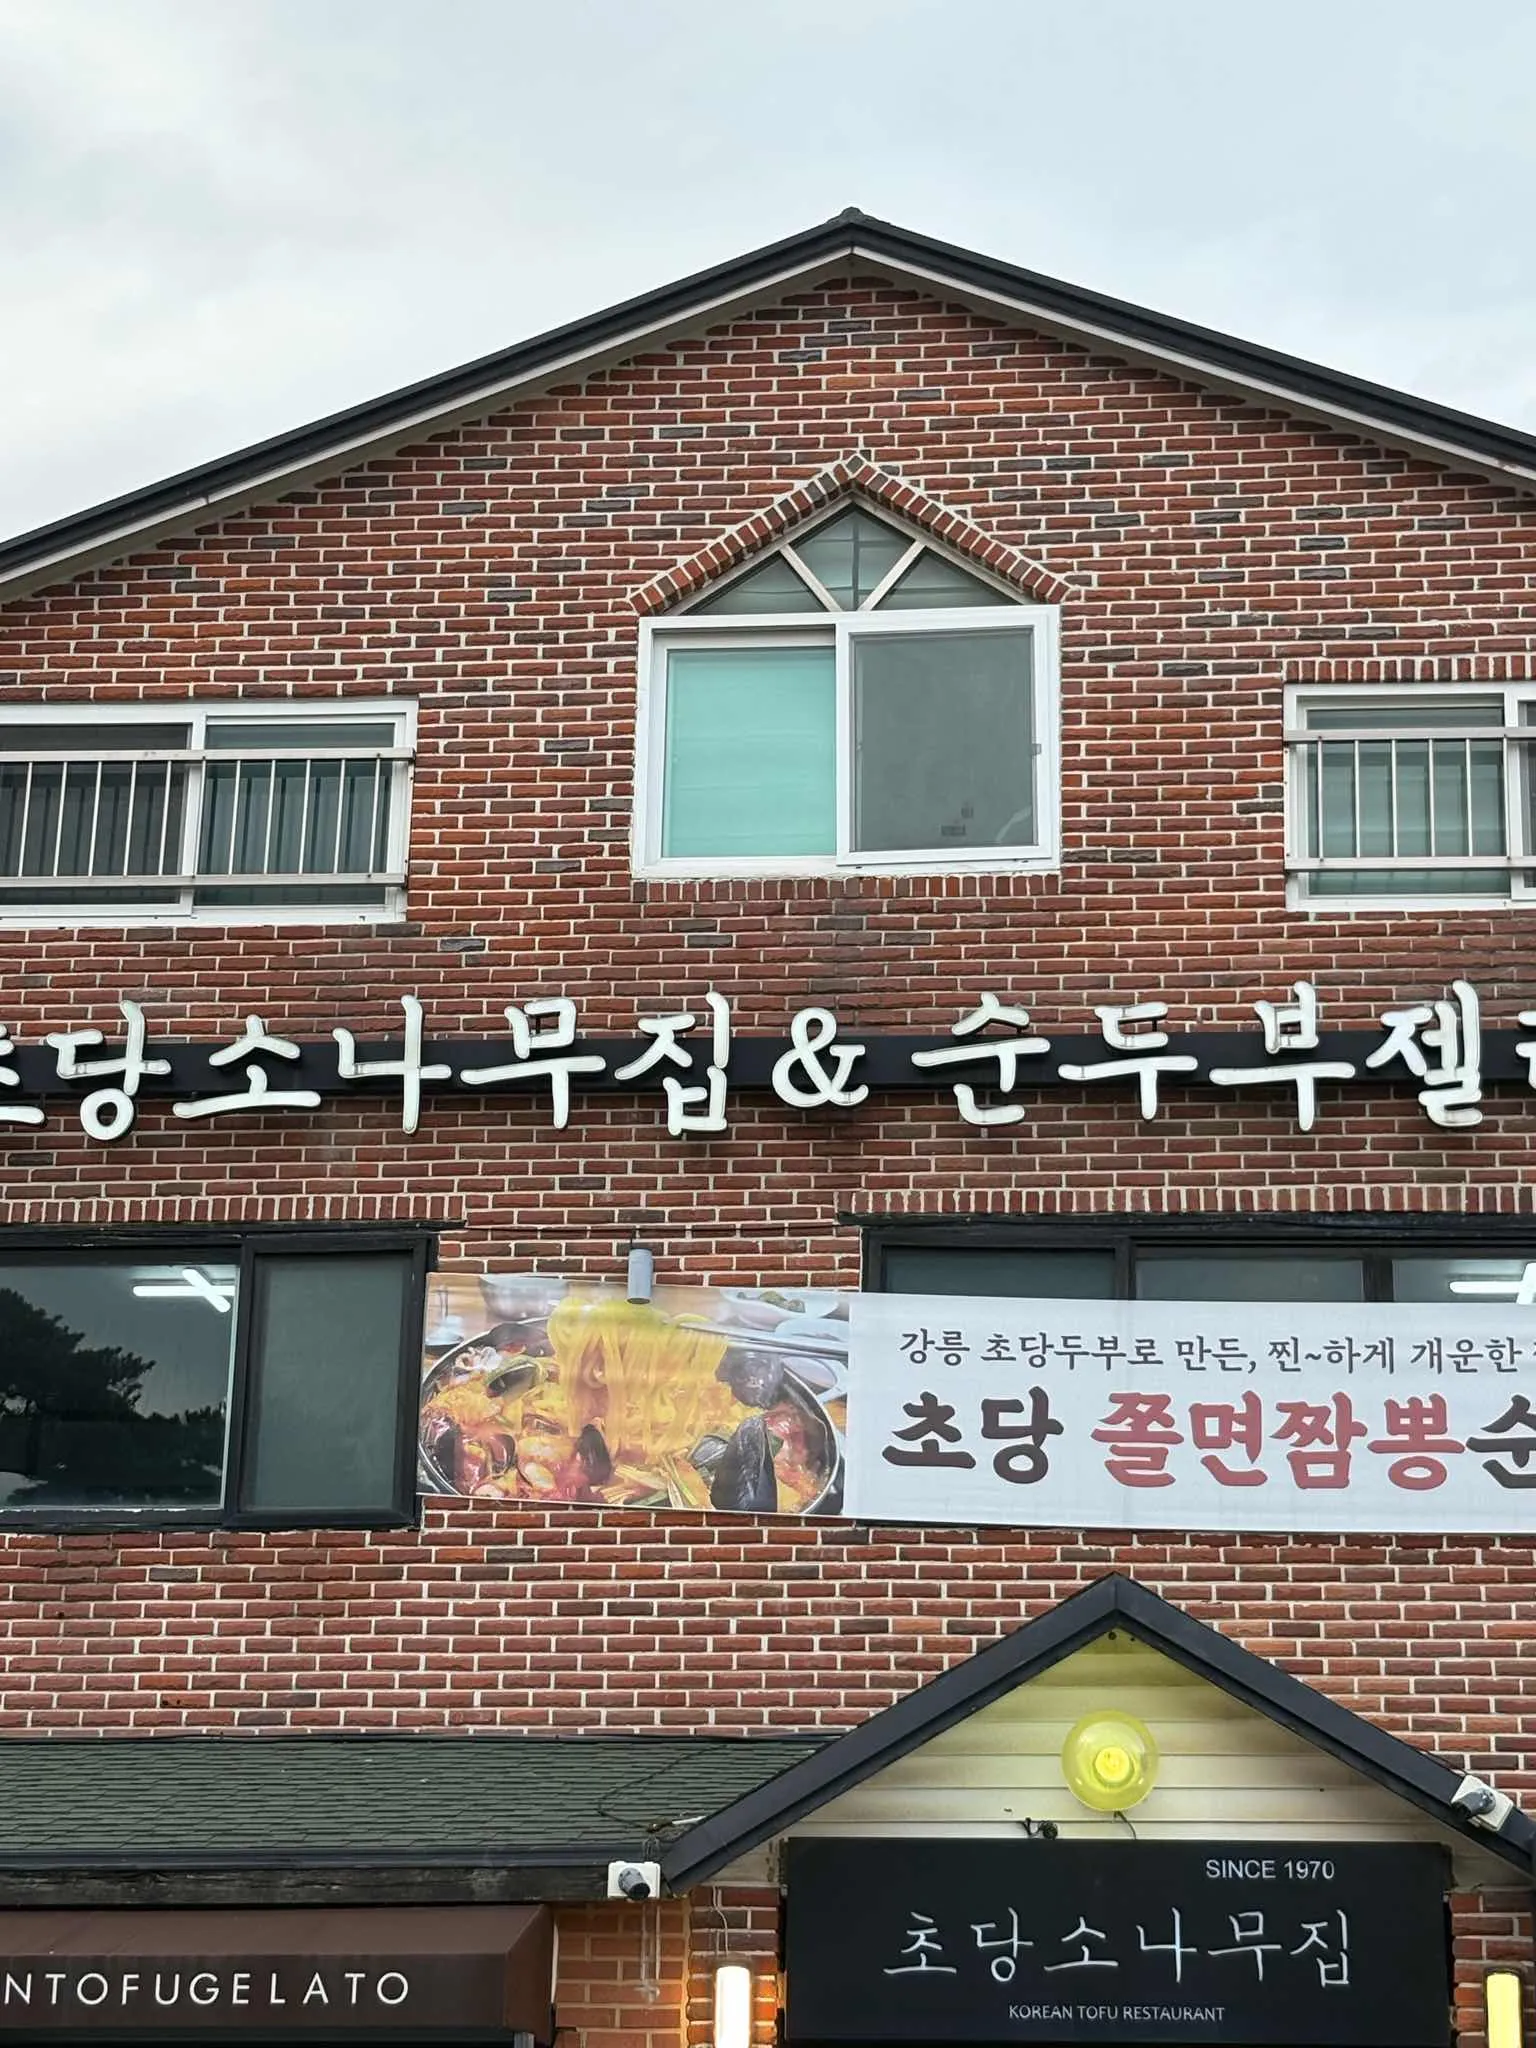 초당소나무집&순두부젤
강릉 초당두부로 만든, 찐~하게 개운한
초당 쫄면짬뽕순
SINCE 1970
초당소나무집
KOREAN TOFU RESTAURANT
NTOFUGELATO